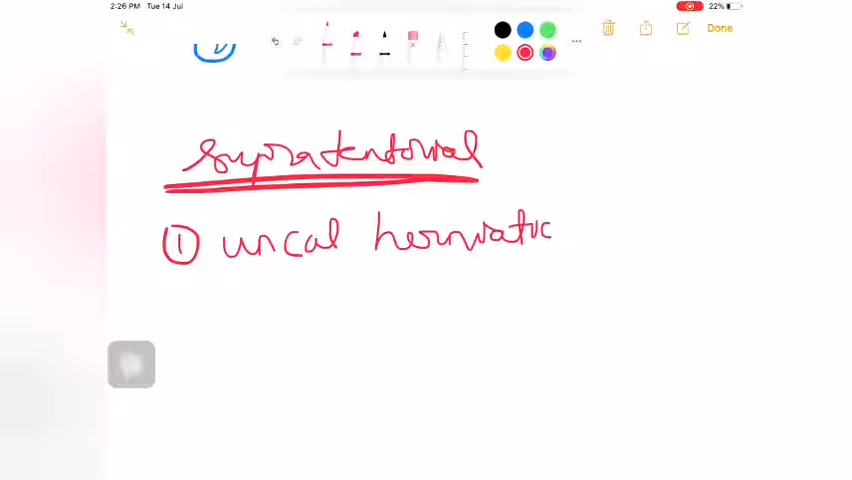 2:26 PM Tue 14 Jul
22%
Done
supratentorial
① uncal herniatic